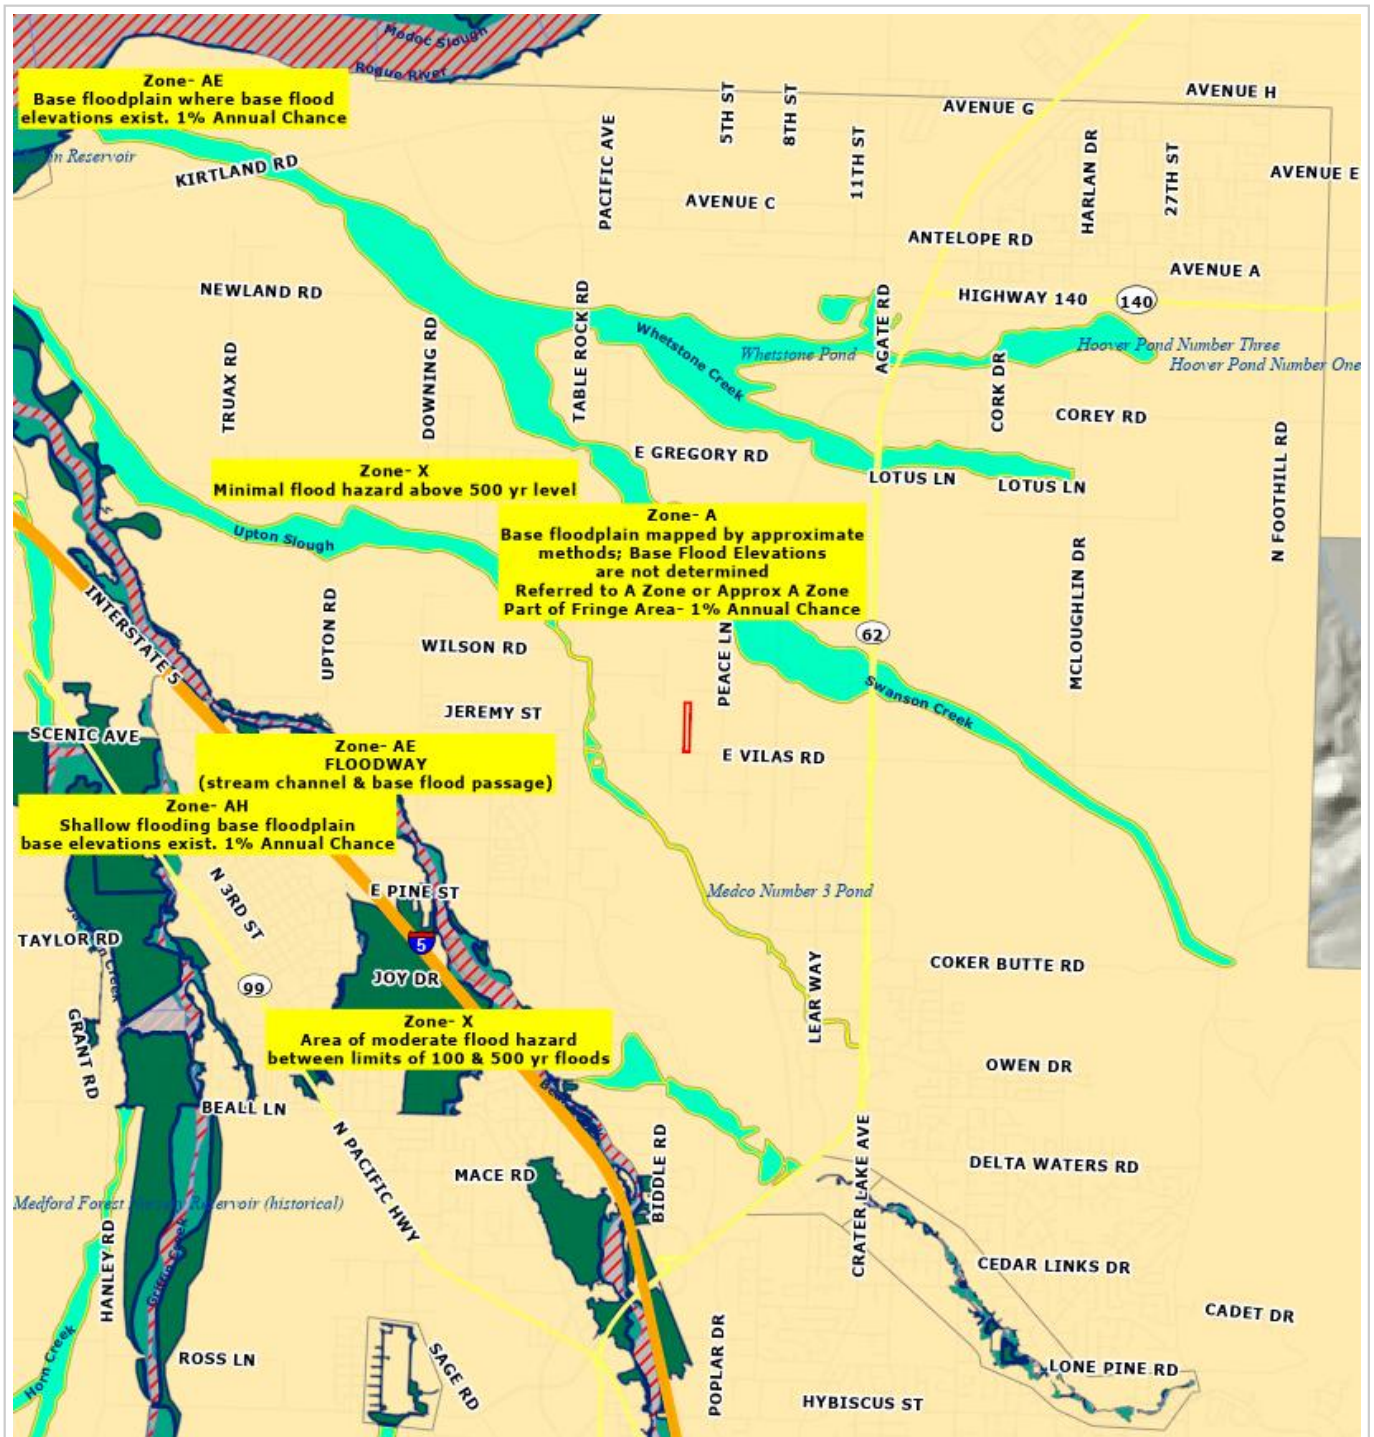 Modoc Slough
Rogue River
Zone- AE
Base floodplain where base flood
elevations exist. 1% Annual Chance
Reservoir
KIRTLAND RD
PACIFIC AVE
5TH ST
8TH ST
11TH ST
AVENUE G
AVENUE H
HARLAN DR
27TH ST
AVENUE E
AVENUE C
ANTELOPE RD
AVENUE A
NEWLAND RD
HIGHWAY 140
140
TRUAX RD
DOWNING RD
TABLE ROCK RD
Whetstone Creek
Whetstone Pond
AGATE RD
Hoover Pond Number Three
Hoover Pond Number One
CORK DR
COREY RD
E GREGORY RD
LOTUS LN
LOTUS LN
N FOOTHILL RD
Zone- X
Minimal flood hazard above 500 yr level
Zone- A
Base floodplain mapped by approximate
methods; Base Flood Elevations
are not determined
Referred to A Zone or Approx A Zone
Part of Fringe Area- 1% Annual Chance
Upton Slough
INTERSTATE 5
UPTON RD
WILSON RD
PEACE LN
62
MCLOUGHLIN DR
Swanson Creek
JEREMY ST
SCENIC AVE
E VILAS RD
Zone- AE
FLOODWAY
(stream channel & base flood passage)
Zone- AH
Shallow flooding base floodplain
base elevations exist. 1% Annual Chance
N 3RD ST
E PINE ST
Medco Number 3 Pond
TAYLOR RD
5
JOY DR
99
LEAR WAY
COKER BUTTE RD
GRANT RD
Zone- X
Area of moderate flood hazard
between limits of 100 & 500 yr floods
OWEN DR
BEALL LN
N PACIFIC HWY
MACE RD
BIDDLE RD
CRATER LAKE AVE
DELTA WATERS RD
Medford Forest Nursery Reservoir (historical)
HANLEY RD
Griffin Creek
CEDAR LINKS DR
CADET DR
Horn Creek
ROSS LN
SAGE RD
POPLAR DR
LONE PINE RD
HYBISCUS ST